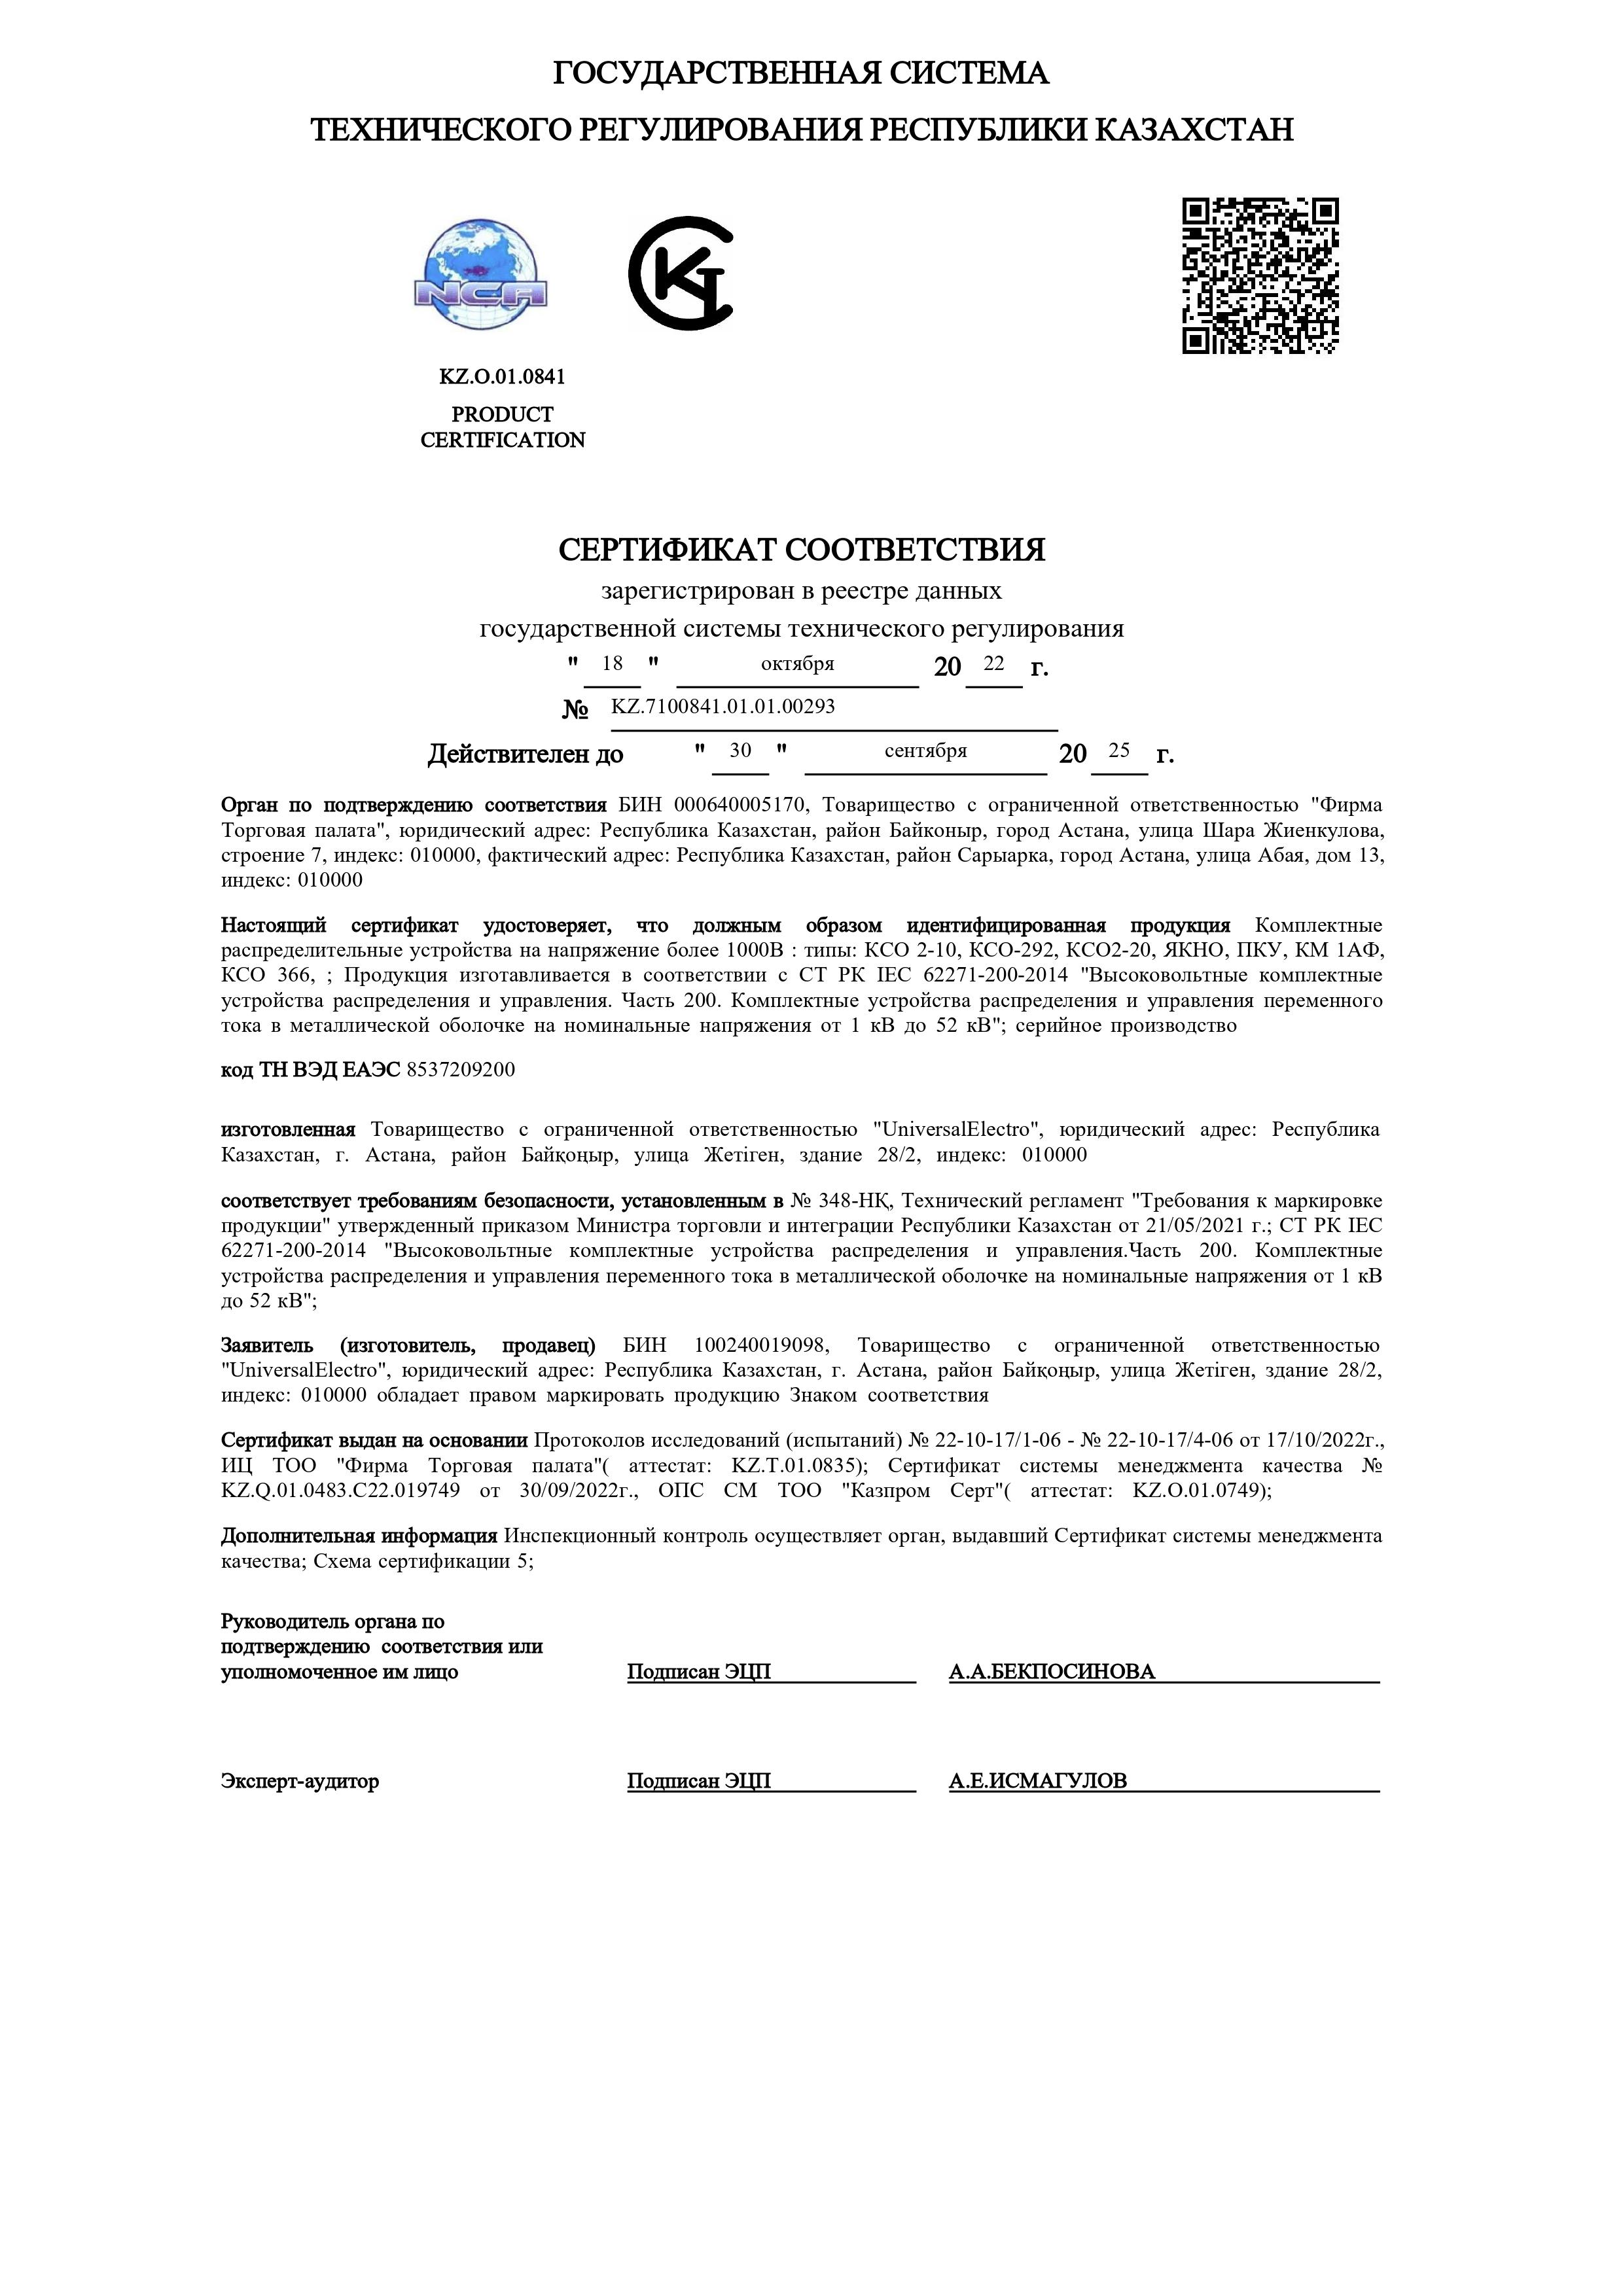 ГОСУДАРСТВЕННАЯ СИСТЕМА
ТЕХНИЧЕСКОГО РЕГУЛИРОВАНИЯ РЕСПУБЛИКИ КАЗАХСТАН
NCA
KZ.O.01.0841
PRODUCT
CERTIFICATION
СЕРТИФИКАТ СООТВЕТСТВИЯ
зарегистрирован в реестре данных
государственной системы технического регулирования
" 18 " октября 20 22 г.
№ KZ.7100841.01.01.00293
Действителен до " 30 " сентября 20 25 г.
Орган по подтверждению соответствия БИН 000640005170, Товарищество с ограниченной ответственностью "Фирма
Торговая палата", юридический адрес: Республика Казахстан, район Байконыр, город Астана, улица Шара Жиенкулова,
строение 7, индекс: 010000, фактический адрес: Республика Казахстан, район Сарыарка, город Астана, улица Абая, дом 13,
индекс: 010000
Настоящий сертификат удостоверяет, что должным образом идентифицированная продукция Комплектные
распределительные устройства на напряжение более 1000В : типы: КСО 2-10, КСО-292, КСО2-20, ЯКНО, ПКУ, КМ 1АФ,
КСО 366, ; Продукция изготавливается в соответствии с СТ РК IEC 62271-200-2014 "Высоковольтные комплектные
устройства распределения и управления. Часть 200. Комплектные устройства распределения и управления переменного
тока в металлической оболочке на номинальные напряжения от 1 кВ до 52 кВ"; серийное производство
код ТН ВЭД ЕАЭС 8537209200
изготовленная Товарищество с ограниченной ответственностью "UniversalElectro", юридический адрес: Республика
Казахстан, г. Астана, район Байқоңыр, улица Жетіген, здание 28/2, индекс: 010000
соответствует требованиям безопасности, установленным в № 348-НҚ, Технический регламент "Требования к маркировке
продукции" утвержденный приказом Министра торговли и интеграции Республики Казахстан от 21/05/2021 г.; СТ РК IEC
62271-200-2014 "Высоковольтные комплектные устройства распределения и управления.Часть 200. Комплектные
устройства распределения и управления переменного тока в металлической оболочке на номинальные напряжения от 1 кВ
до 52 кВ";
Заявитель (изготовитель, продавец) БИН 100240019098, Товарищество с ограниченной ответственностью
"UniversalElectro", юридический адрес: Республика Казахстан, г. Астана, район Байқоңыр, улица Жетіген, здание 28/2,
индекс: 010000 обладает правом маркировать продукцию Знаком соответствия
Сертификат выдан на основании Протоколов исследований (испытаний) № 22-10-17/1-06 - № 22-10-17/4-06 от 17/10/2022г.,
ИЦ ТОО "Фирма Торговая палата"( аттестат: KZ.T.01.0835); Сертификат системы менеджмента качества №
KZ.Q.01.0483.C22.019749 от 30/09/2022г., ОПС СМ ТОО "Казпром Серт"( аттестат: KZ.O.01.0749);
Дополнительная информация Инспекционный контроль осуществляет орган, выдавший Сертификат системы менеджмента
качества; Схема сертификации 5;
Руководитель органа по
подтверждению соответствия или
уполномоченное им лицо Подписан ЭЦП А.А.БЕКПОСИНОВА
Эксперт-аудитор Подписан ЭЦП А.Е.ИСМАГУЛОВ